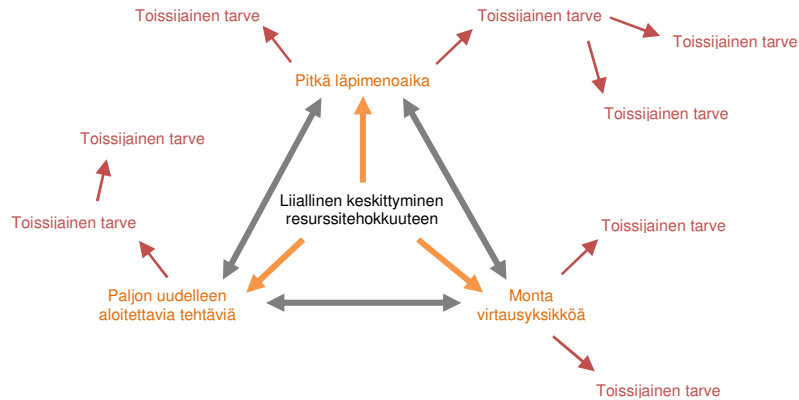 Toissijainen tarve
Toissijainen tarve
Toissijainen tarve
Pitkä läpimenoaika
Toissijainen tarve
Toissijainen tarve
Liiallinen keskittyminen
resurssitehokkuuteen
Toissijainen tarve
Toissijainen tarve
Paljon uudelleen
aloitettavia tehtäviä
Monta
virtausyksikköä
Toissijainen tarve